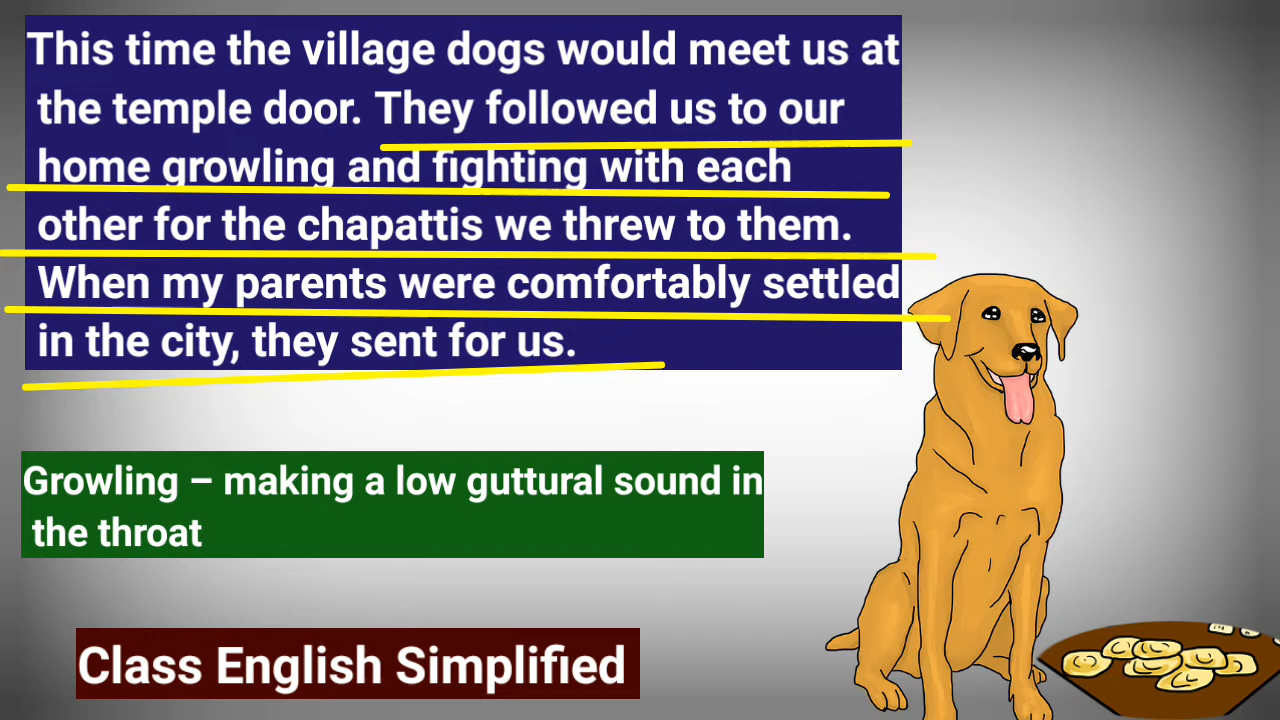 This time the village dogs would meet us at
the temple door. They followed us to our
home growling and fighting with each
other for the chapattis we threw to them.
When my parents were comfortably settled
in the city, they sent for us.
Growling – making a low guttural sound in
the throat
Class English Simplified